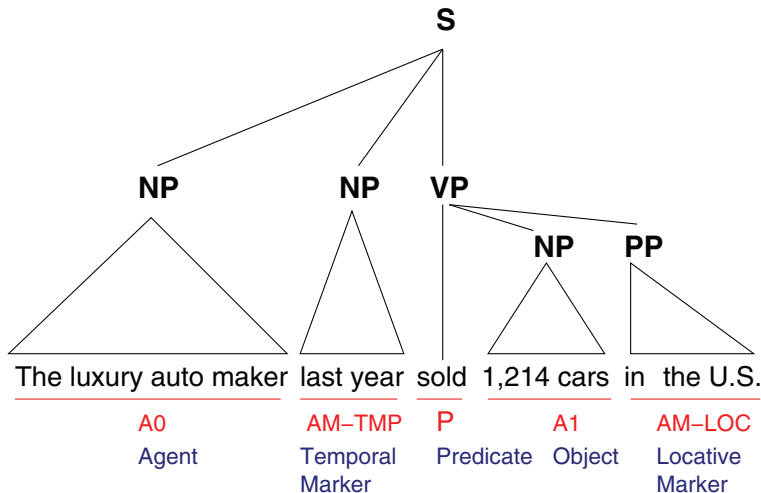 S
NP NP VP
NP PP
The luxury auto maker last year sold 1,214 cars in the U.S.
A0 AM–TMP P A1 AM–LOC
Agent Temporal Marker Predicate Object Locative Marker